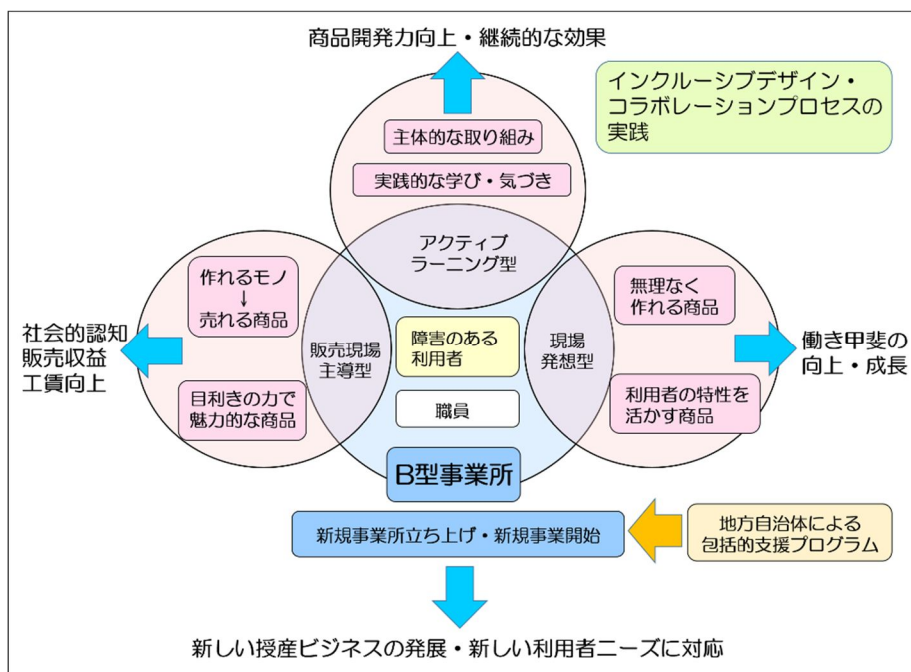 商品開発力向上・継続的な効果
インクルーシブデザイン・
コラボレーションプロセスの
実践
主体的な取り組み
実践的な学び・気づき
アクティブ
ラーニング型
作れるモノ
↓
売れる商品
目利きの力で
魅力的な商品
販売現場
主導型
社会的認知
販売収益
工賃向上
障害のある
利用者
職員
B型事業所
現場
発想型
無理なく
作れる商品
利用者の特性を
活かす商品
働き甲斐の
向上・成長
新規事業所立ち上げ・新規事業開始
地方自治体による
包括的支援プログラム
新しい授産ビジネスの発展・新しい利用者ニーズに対応